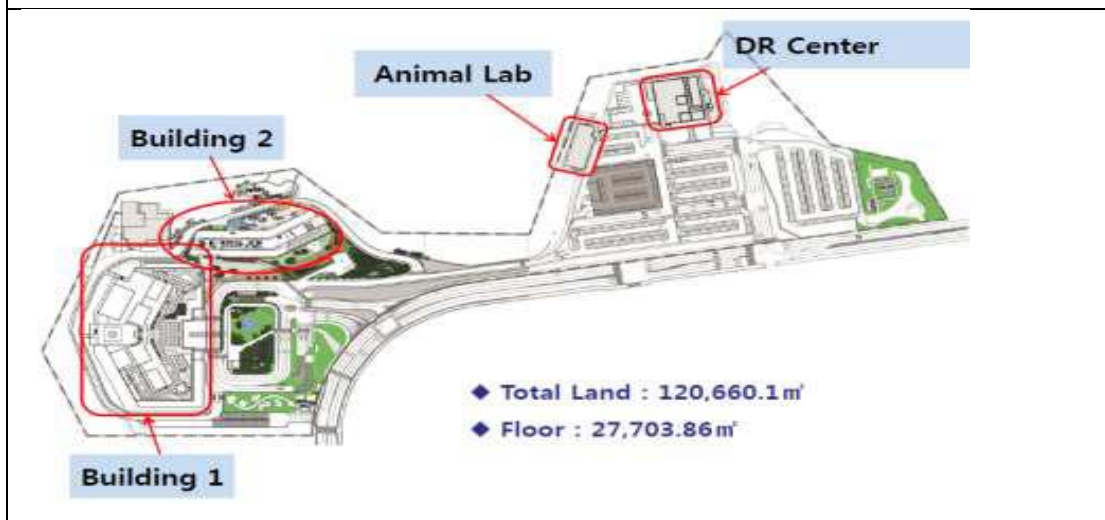 DR Center
Animal Lab
Building 2
◆ Total Land : 120,660.1㎡
◆ Floor : 27,703.86㎡
Building 1